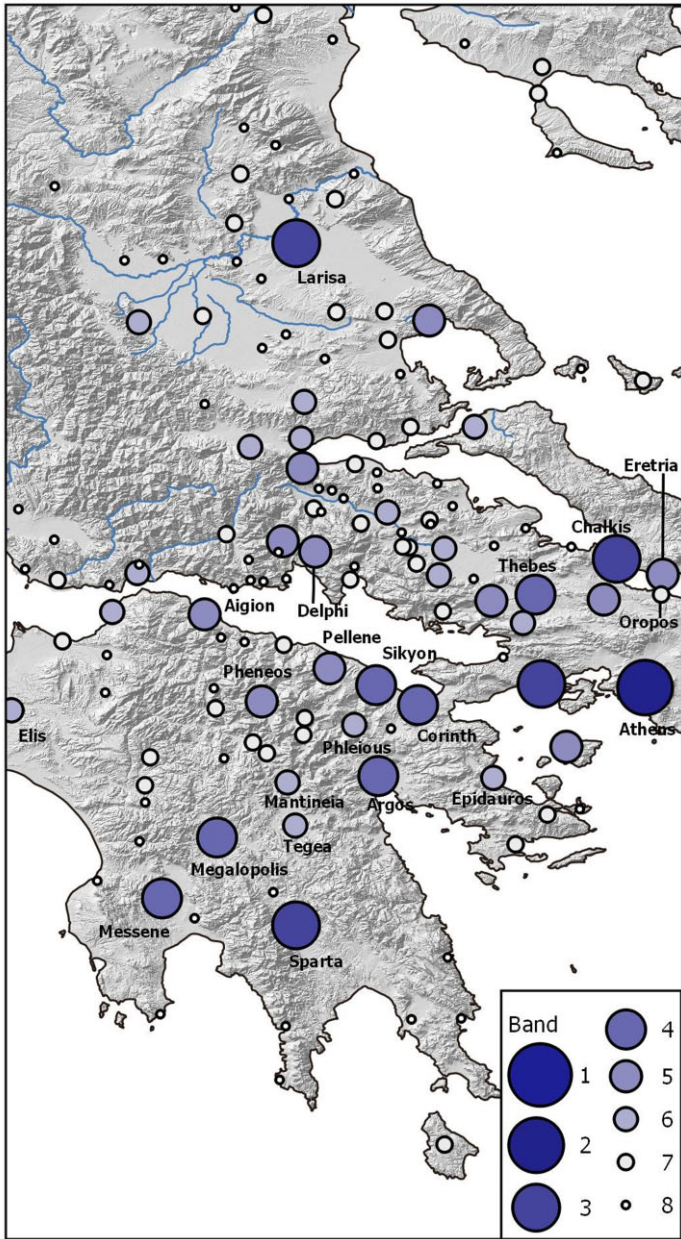 Larisa
Eretria
Chalkis
Thebes
Aigion
Delphi
Oropos
Pellene
Sikyon
Pheneos
Elis
Phleious
Corinth
Athens
Mantineia
Argos
Epidauros
Tegea
Megalopolis
Messene
Sparta
Band
1
2
3
4
5
6
7
8